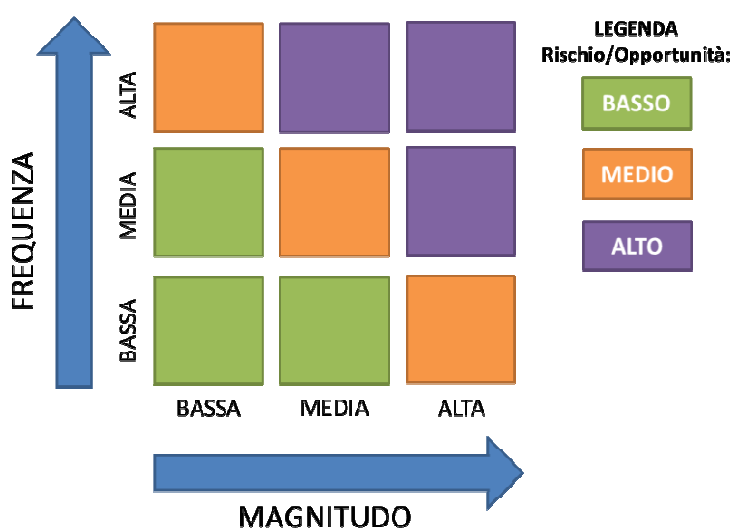 LEGENDA
Rischio/Opportunità:
BASSO
MEDIO
ALTO
FREQUENZA
ALTA
MEDIA
BASSA
BASSA MEDIA ALTA
MAGNITUDO